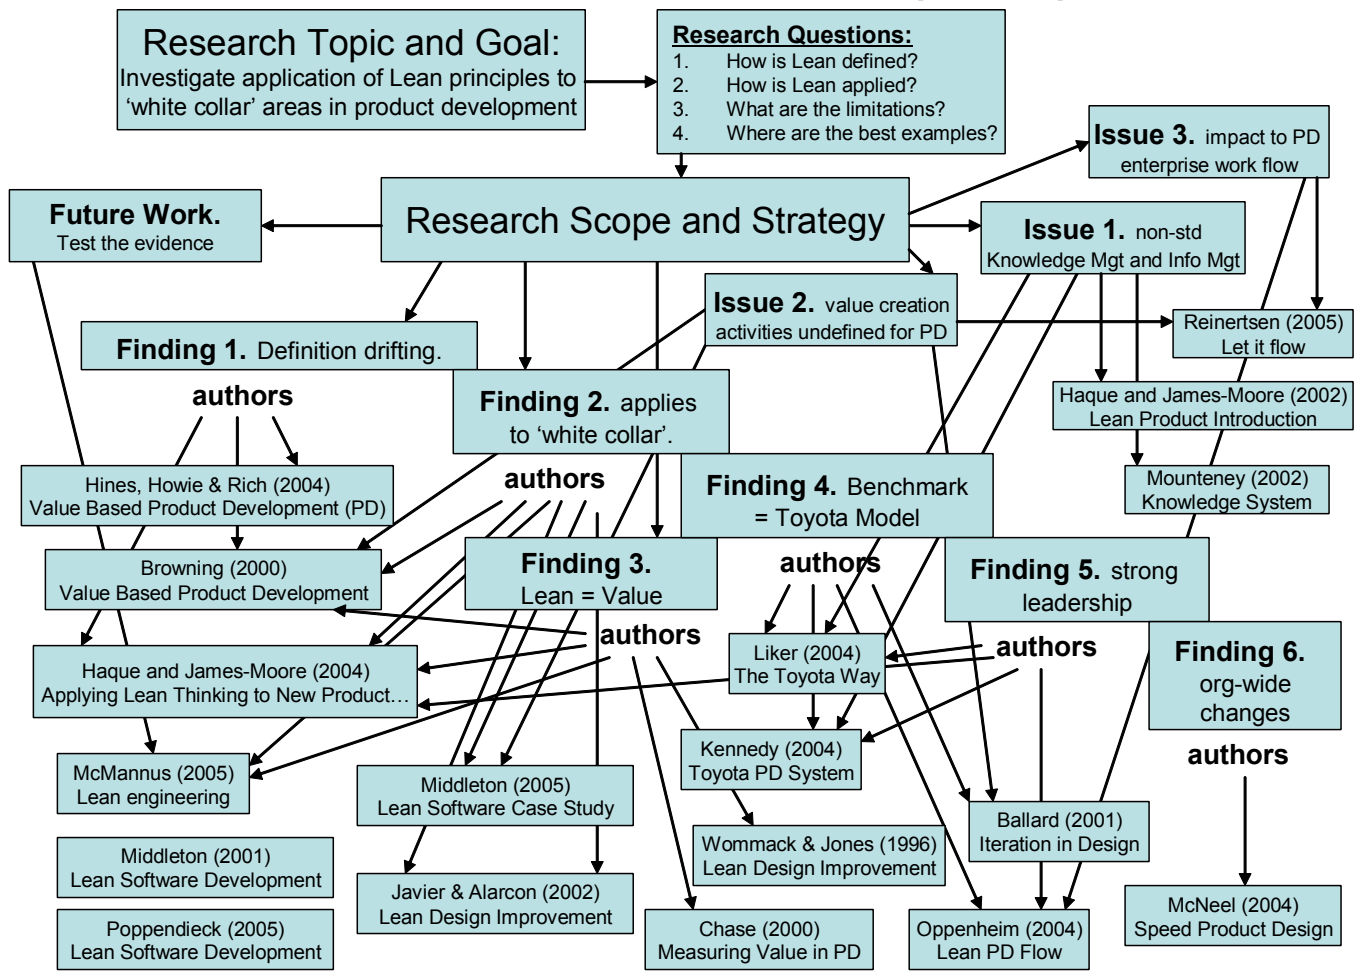 Research Topic and Goal:
Investigate application of Lean principles to
‘white collar’ areas in product development
Research Questions:
1. How is Lean defined?
2. How is Lean applied?
3. What are the limitations?
4. Where are the best examples?
Issue 3. impact to PD
enterprise work flow
Future Work.
Test the evidence
Research Scope and Strategy
Issue 1. non-std
Knowledge Mgt and Info Mgt
Issue 2. value creation
activities undefined for PD
Reinertsen (2005)
Let it flow
Finding 1. Definition drifting.
authors
Finding 2. applies
to ‘white collar’.
authors
Haque and James-Moore (2002)
Lean Product Introduction
Hines, Howie & Rich (2004)
Value Based Product Development (PD)
Finding 4. Benchmark
= Toyota Model
authors
Mounteney (2002)
Knowledge System
Browning (2000)
Value Based Product Development
Finding 3.
Lean = Value
authors
Finding 5. strong
leadership
authors
Haque and James-Moore (2004)
Applying Lean Thinking to New Product…
Liker (2004)
The Toyota Way
Finding 6.
org-wide
changes
authors
McMannus (2005)
Lean engineering
Middleton (2005)
Lean Software Case Study
Kennedy (2004)
Toyota PD System
Wommack & Jones (1996)
Lean Design Improvement
Ballard (2001)
Iteration in Design
Middleton (2001)
Lean Software Development
Javier & Alarcon (2002)
Lean Design Improvement
Poppendieck (2005)
Lean Software Development
Chase (2000)
Measuring Value in PD
Oppenheim (2004)
Lean PD Flow
McNeel (2004)
Speed Product Design